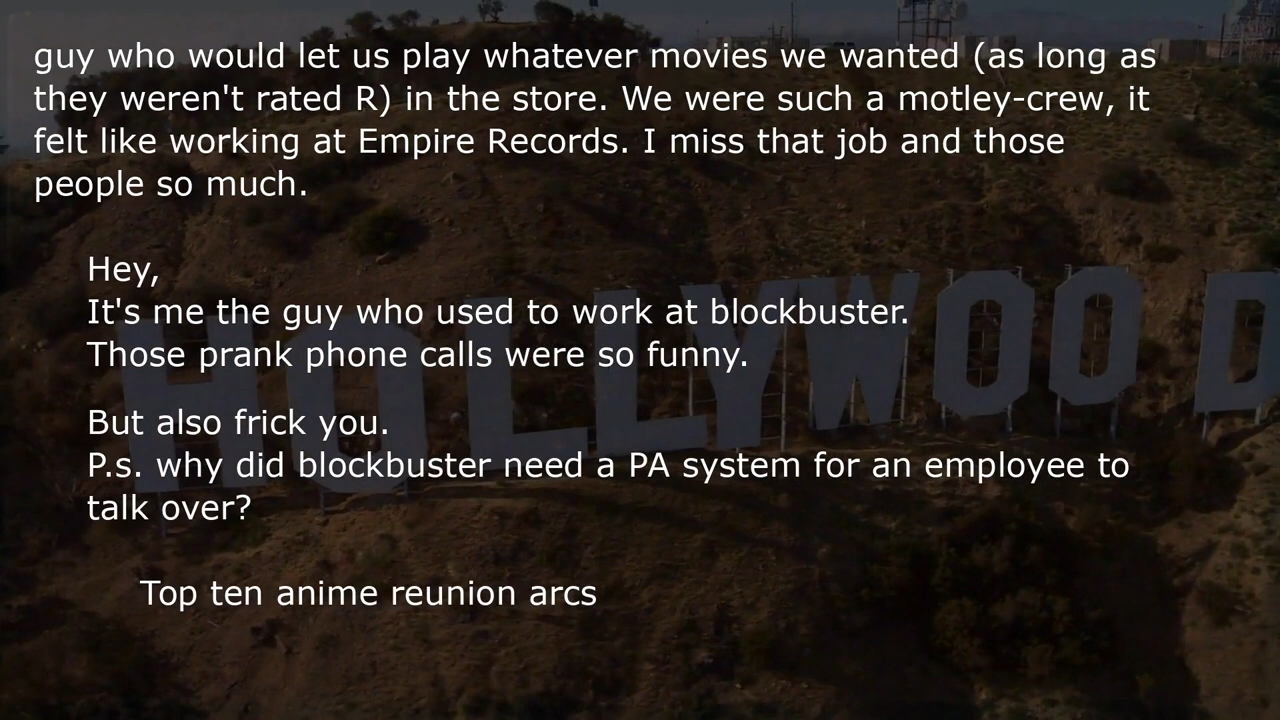 guy who would let us play whatever movies we wanted (as long as
they weren't rated R) in the store. We were such a motley-crew, it
felt like working at Empire Records. I miss that job and those
people so much.
Hey,
It's me the guy who used to work at blockbuster.
Those prank phone calls were so funny.
But also frick you.
P.s. why did blockbuster need a PA system for an employee to
talk over?
Top ten anime reunion arcs
HOLLYWOOD